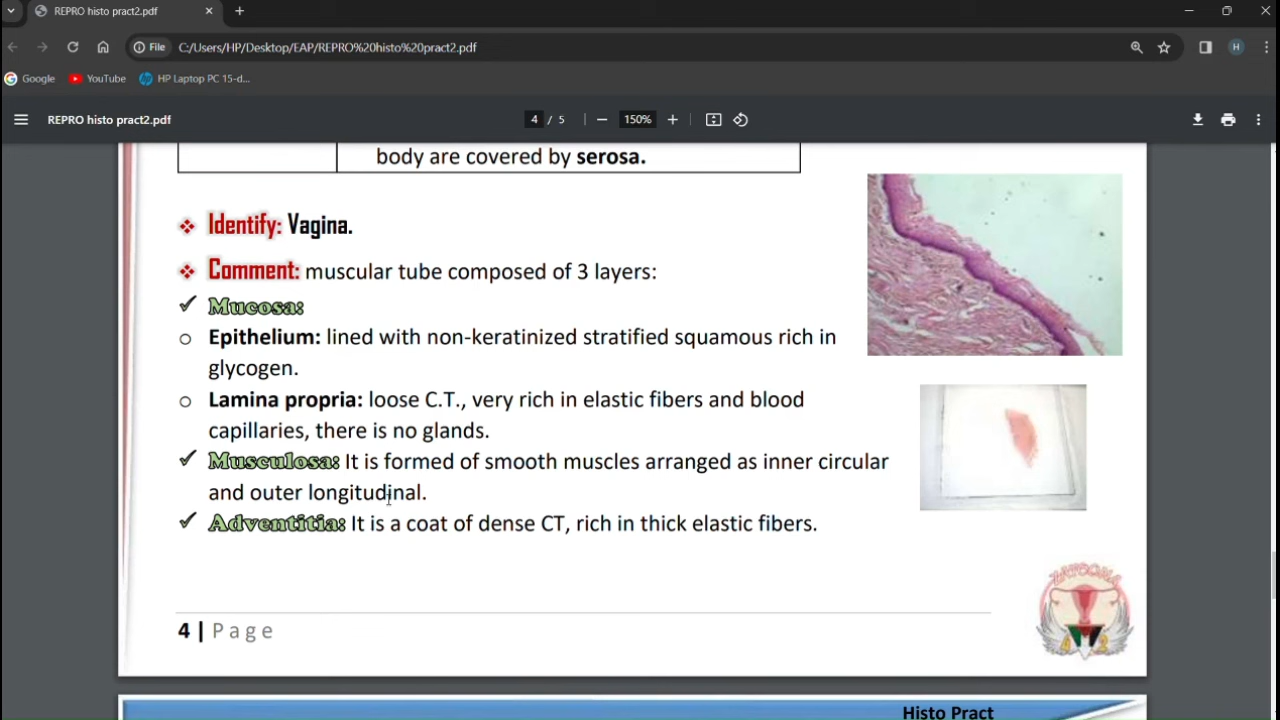 REPRO histo pract2.pdf
File C:/Users/HP/Desktop/EAP/REPRO%20histo%20pract2.pdf
H
Google YouTube HP Laptop PC 15-d...
REPRO histo pract2.pdf 4 / 5 150%
body are covered by serosa.
Identify: Vagina.
Comment: muscular tube composed of 3 layers:
Mucosa:
Epithelium: lined with non-keratinized stratified squamous rich in
glycogen.
Lamina propria: loose C.T., very rich in elastic fibers and blood
capillaries, there is no glands.
Musculosa: It is formed of smooth muscles arranged as inner circular
and outer longitudinal.
Adventitia: It is a coat of dense CT, rich in thick elastic fibers.
4 | Page
Histo Pract